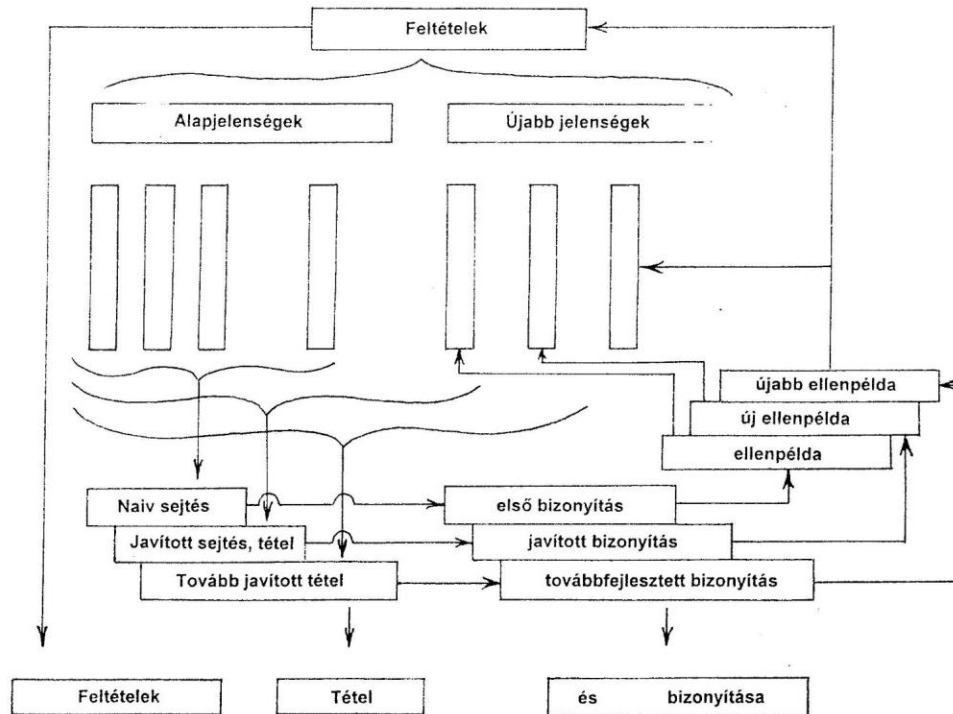 Feltételek
Alapjelenségek
Újabb jelenségek
újabb ellenpélda
új ellenpélda
ellenpélda
Naiv sejtés
első bizonyítás
Javított sejtés, tétel
javított bizonyítás
Tovább javított tétel
továbbfejlesztett bizonyítás
Feltételek
Tétel
és bizonyítása